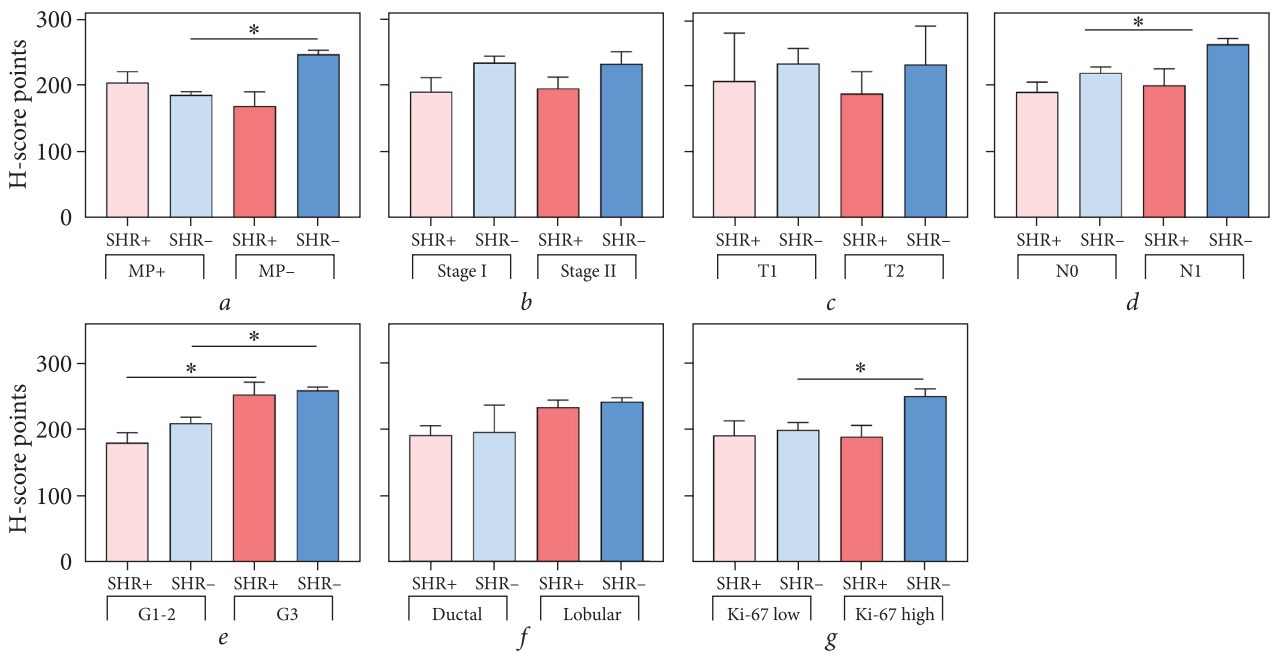 H-score points
300
200
100
0
*
SHR+ SHR– SHR+ SHR–
MP+ MP–
a
SHR+ SHR– SHR+ SHR–
Stage I Stage II
b
SHR+ SHR– SHR+ SHR–
T1 T2
c
*
SHR+ SHR– SHR+ SHR–
N0 N1
d
H-score points
300
200
100
0
*
*
SHR+ SHR– SHR+ SHR–
G1-2 G3
e
SHR+ SHR– SHR+ SHR–
Ductal Lobular
f
*
SHR+ SHR– SHR+ SHR–
Ki-67 low Ki-67 high
g